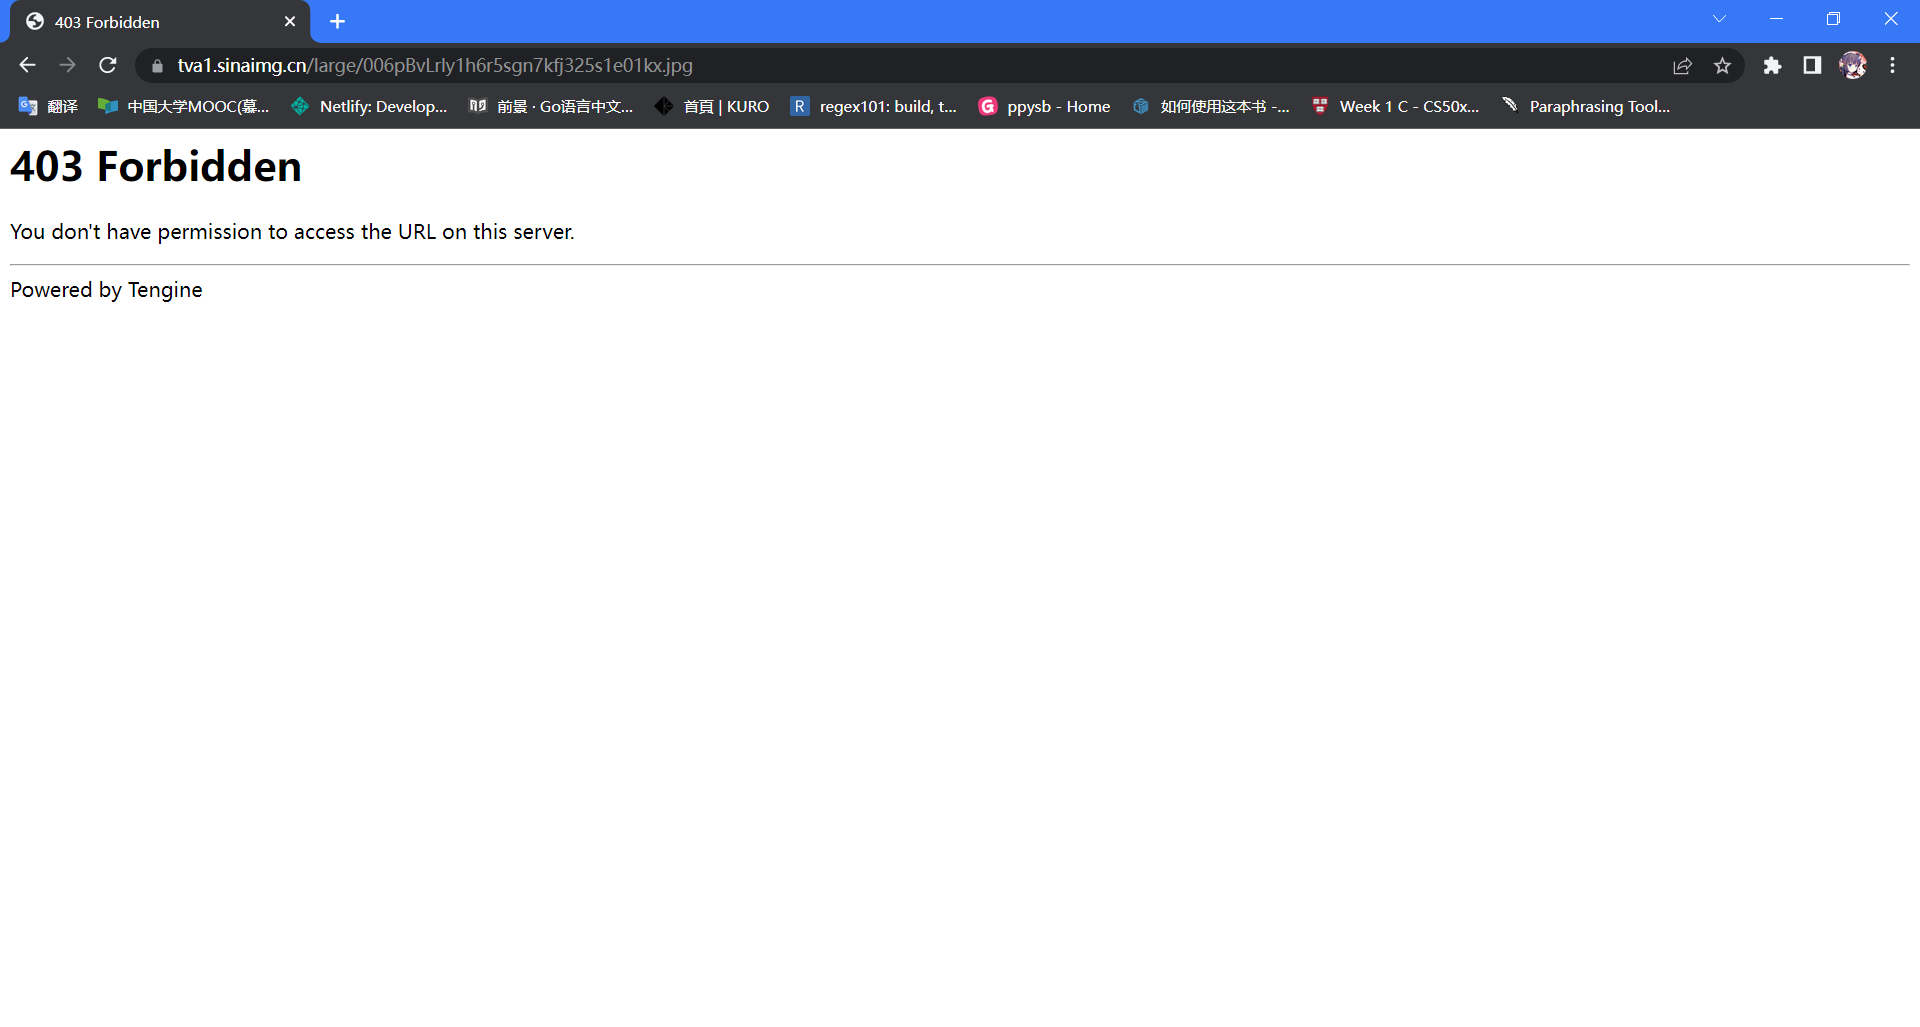 403 Forbidden
tva1.sinaimg.cn/large/006pBvLrly1h6r5sgn7kfj325s1e01kx.jpg
翻译
中国大学MOOC(慕...
Netlify: Develop...
前景 · Go语言中文...
首頁 | KURO
R
regex101: build, t...
G
ppysb - Home
如何使用这本书 -...
Week 1 C - CS50x...
Paraphrasing Tool...
403 Forbidden
You don't have permission to access the URL on this server.
Powered by Tengine